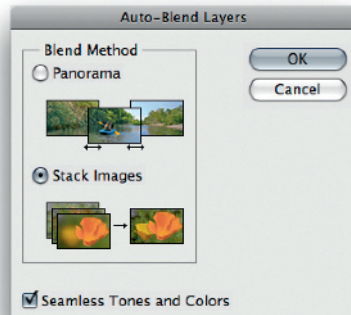 Auto-Blend Layers
Blend Method
Panorama
Stack Images
Seamless Tones and Colors
OK
Cancel